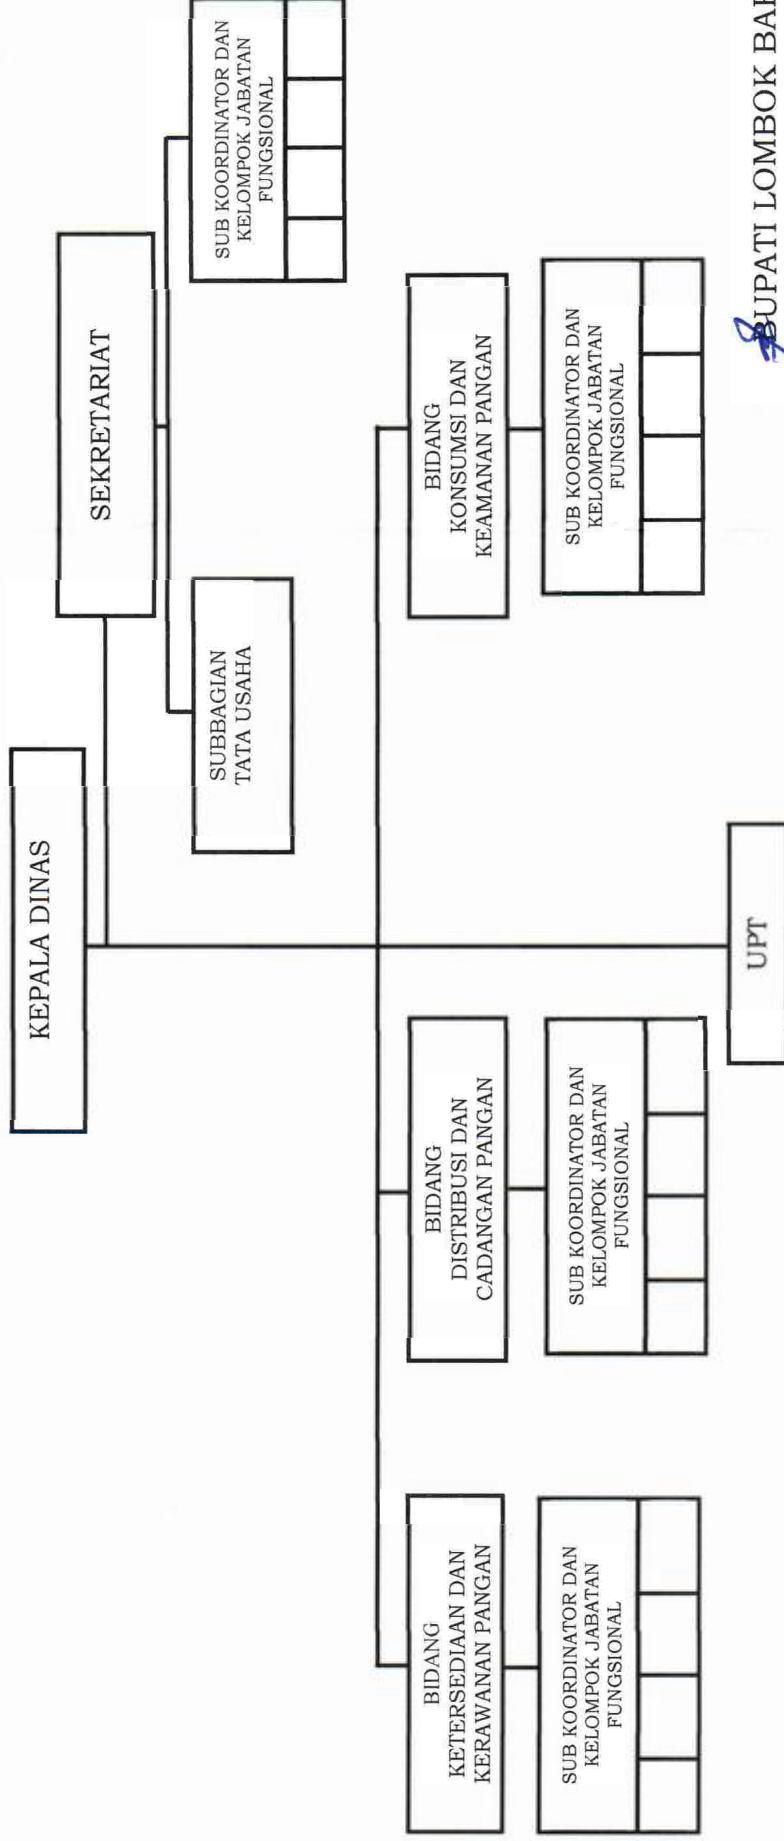 KEPALA DINAS
SEKRETARIAT
SUBBAGIAN
TATA USAHA
SUB KOORDINATOR DAN
KELOMPOK JABATAN
FUNGSIONAL
BIDANG
KETERSEDIAAN DAN
KERAWANAN PANGAN
BIDANG
DISTRIBUSI DAN
CADANGAN PANGAN
BIDANG
KONSUMSI DAN
KEAMANAN PANGAN
SUB KOORDINATOR DAN
KELOMPOK JABATAN
FUNGSIONAL
SUB KOORDINATOR DAN
KELOMPOK JABATAN
FUNGSIONAL
SUB KOORDINATOR DAN
KELOMPOK JABATAN
FUNGSIONAL
UPT
BUPATI LOMBOK